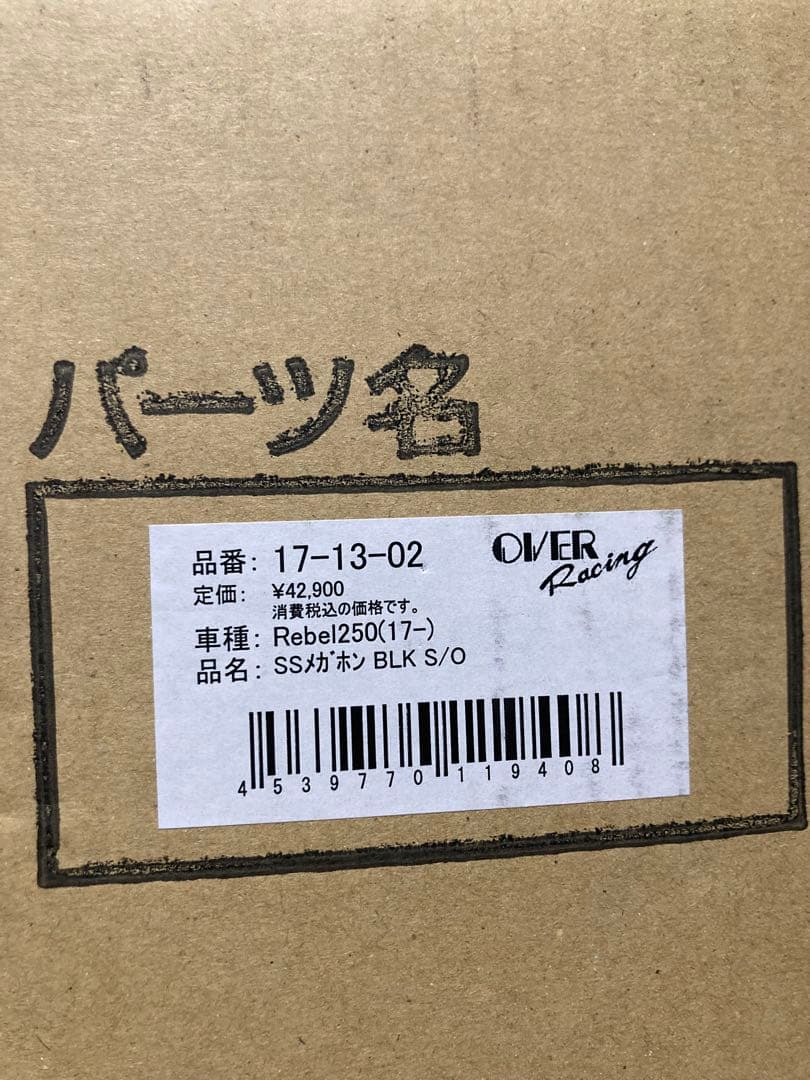 パーツ名
品番: 17-13-02
OVER
Racing
定価: ¥42,900
消費税込の価格です。
車種: Rebel250(17-)
品名: SSﾒｶﾞﾎﾝ BLK S/O
4539770119408